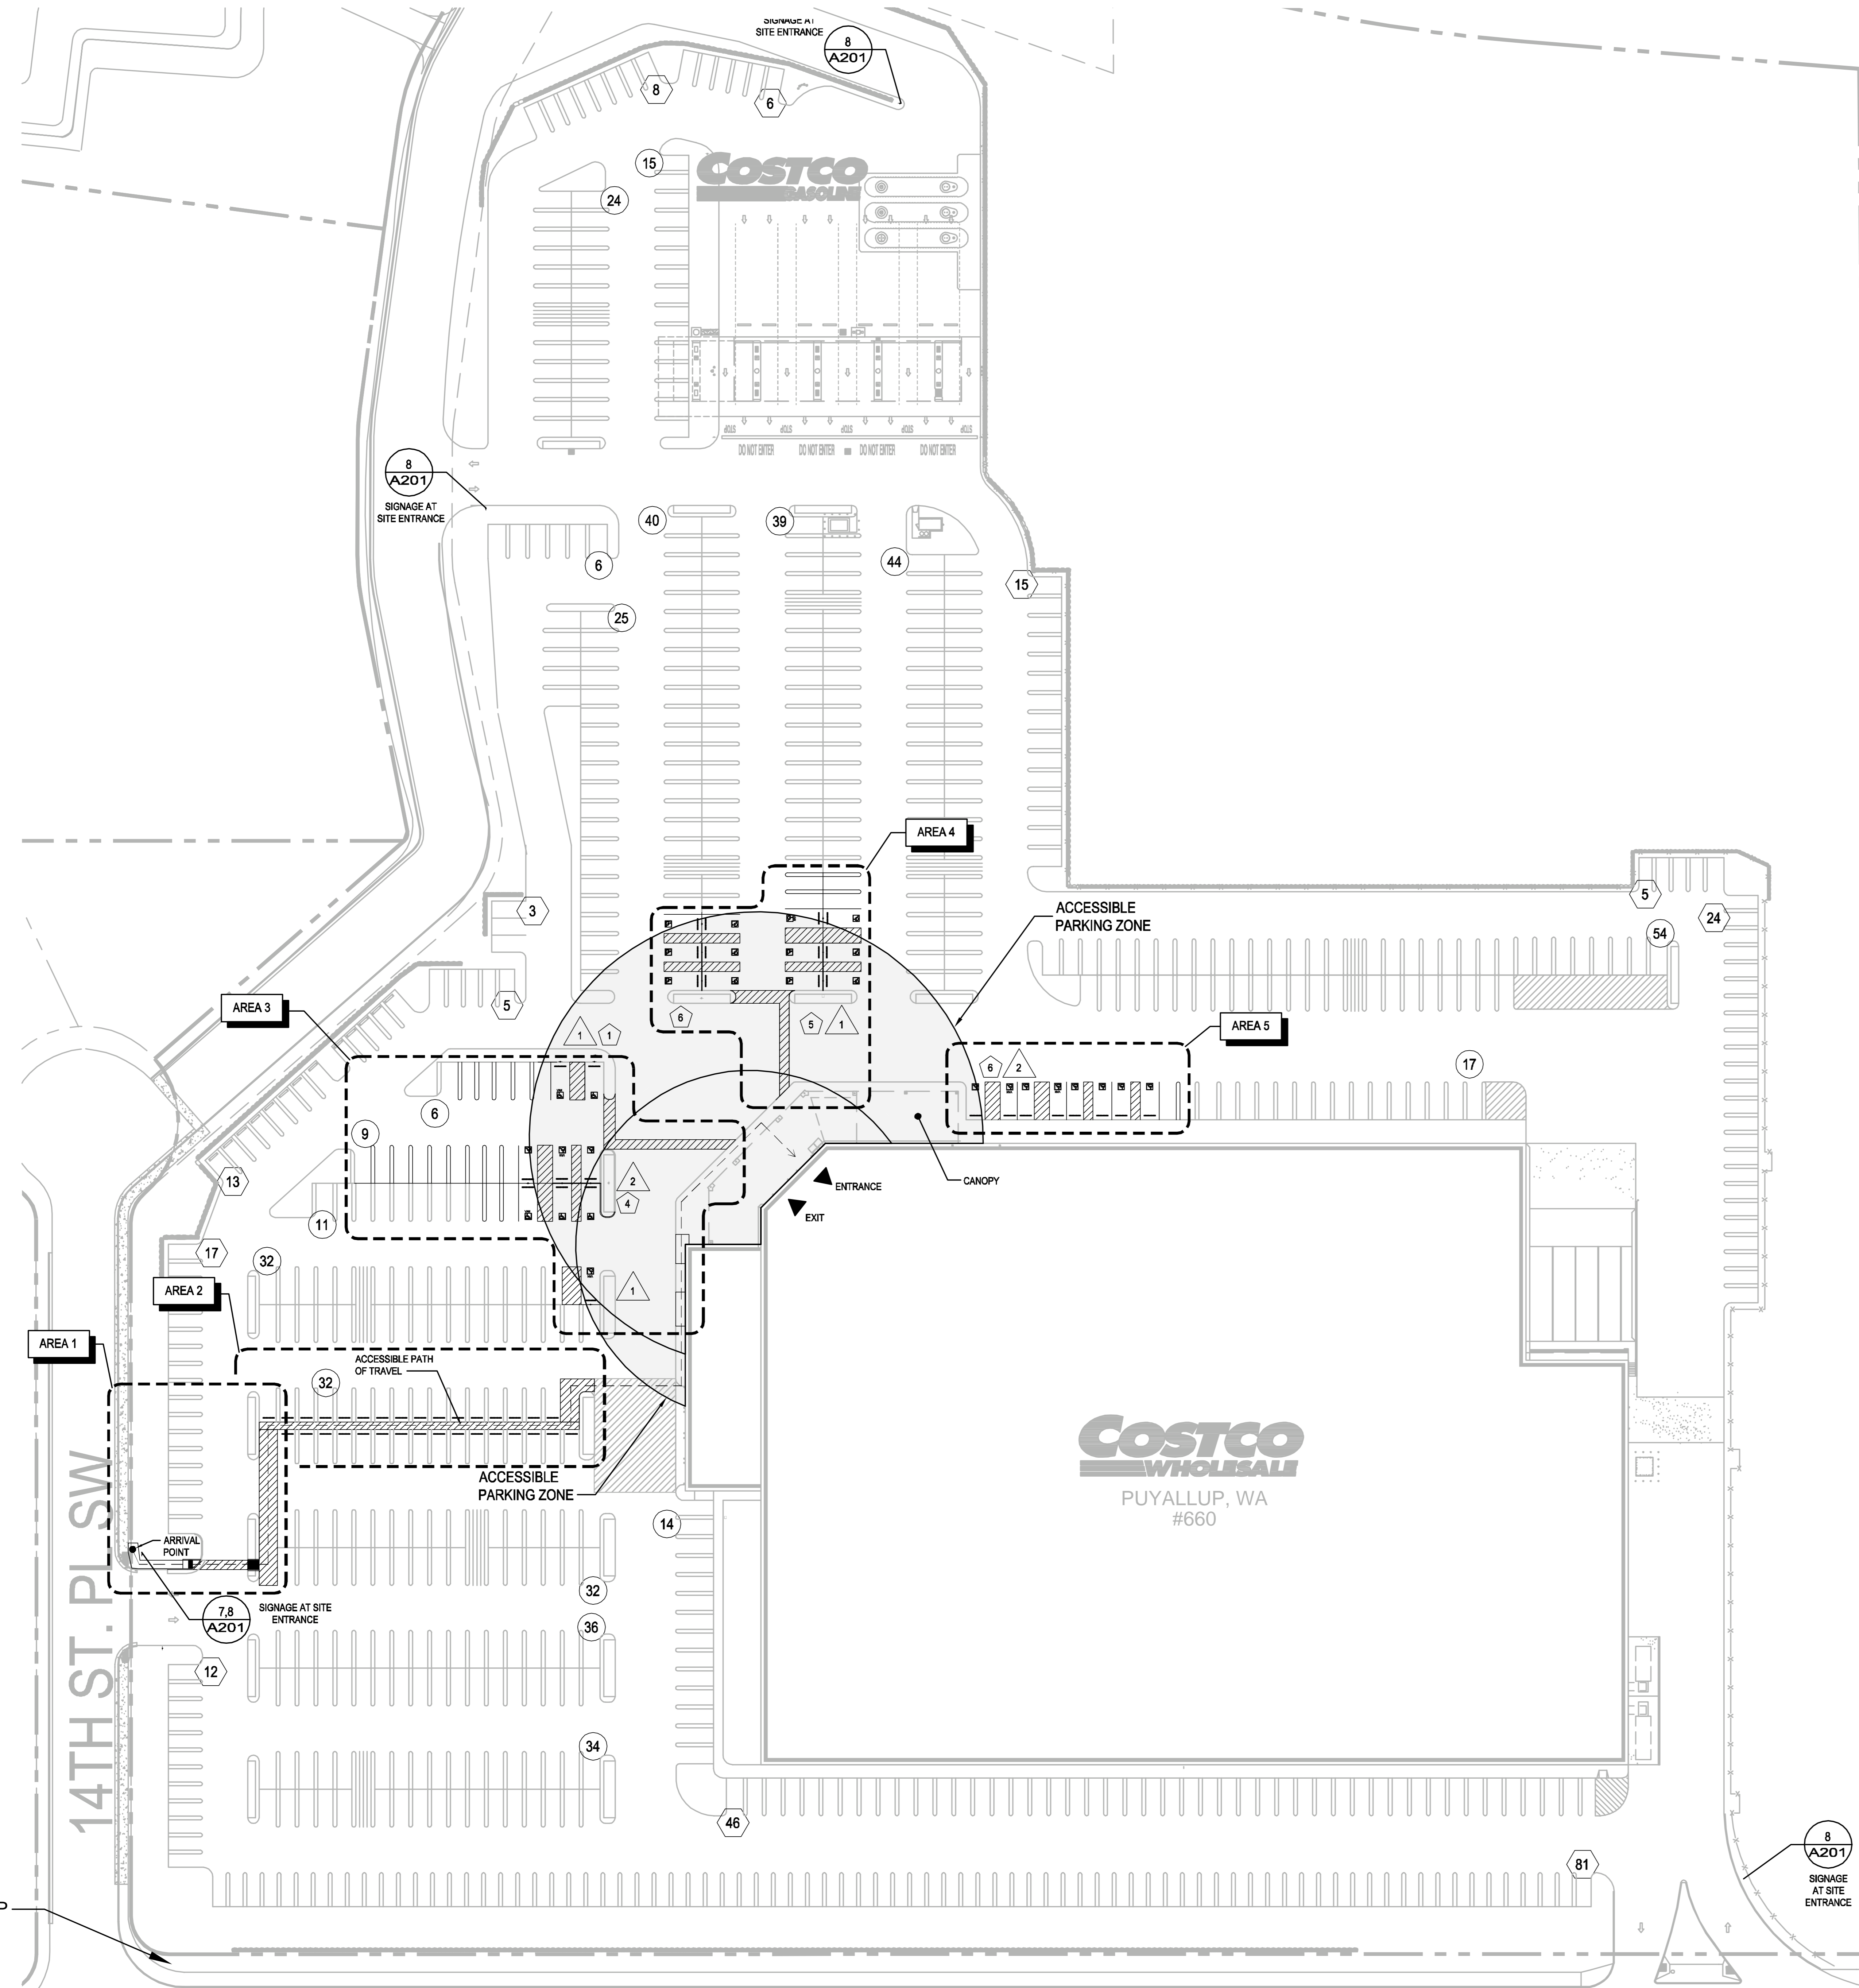 SIGNAGE AT
SITE ENTRANCE
8
A201
8
6
15
COSTCO
GASOLINE
24
STOP
STOP
STOP
STOP
STOP
DO NOT ENTER
DO NOT ENTER
DO NOT ENTER
DO NOT ENTER
8
A201
SIGNAGE AT
SITE ENTRANCE
40
39
44
6
15
25
AREA 4
3
ACCESSIBLE
PARKING ZONE
5
24
54
5
AREA 3
6
5
1
1
1
AREA 5
6
2
17
6
9
13
11
2
4
ENTRANCE
EXIT
CANOPY
17
32
AREA 2
1
AREA 1
ACCESSIBLE PATH
OF TRAVEL
32
ACCESSIBLE
PARKING ZONE
COSTCO
WHOLESALE
PUYALLUP, WA
#660
14TH ST. PL SW
14
ARRIVAL
POINT
32
7,8
A201
SIGNAGE AT SITE
ENTRANCE
36
12
34
46
81
8
A201
SIGNAGE
AT SITE
ENTRANCE